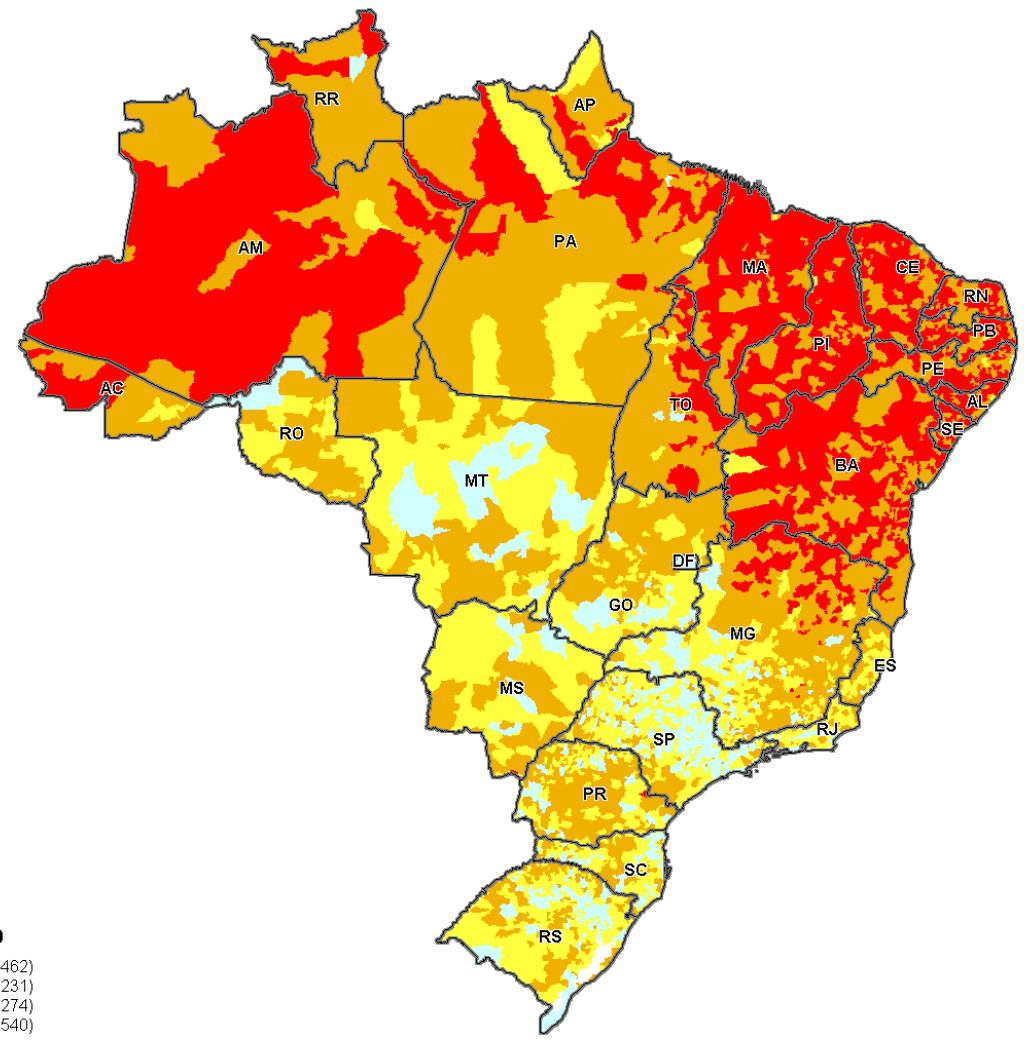 RR
AP
AM
PA
MA
CE
RN
PB
PI
PE
AC
TO
AL
SE
RO
BA
MT
DF
GO
MG
ES
MS
RJ
SP
PR
SC
RS
462)
231)
274)
540)